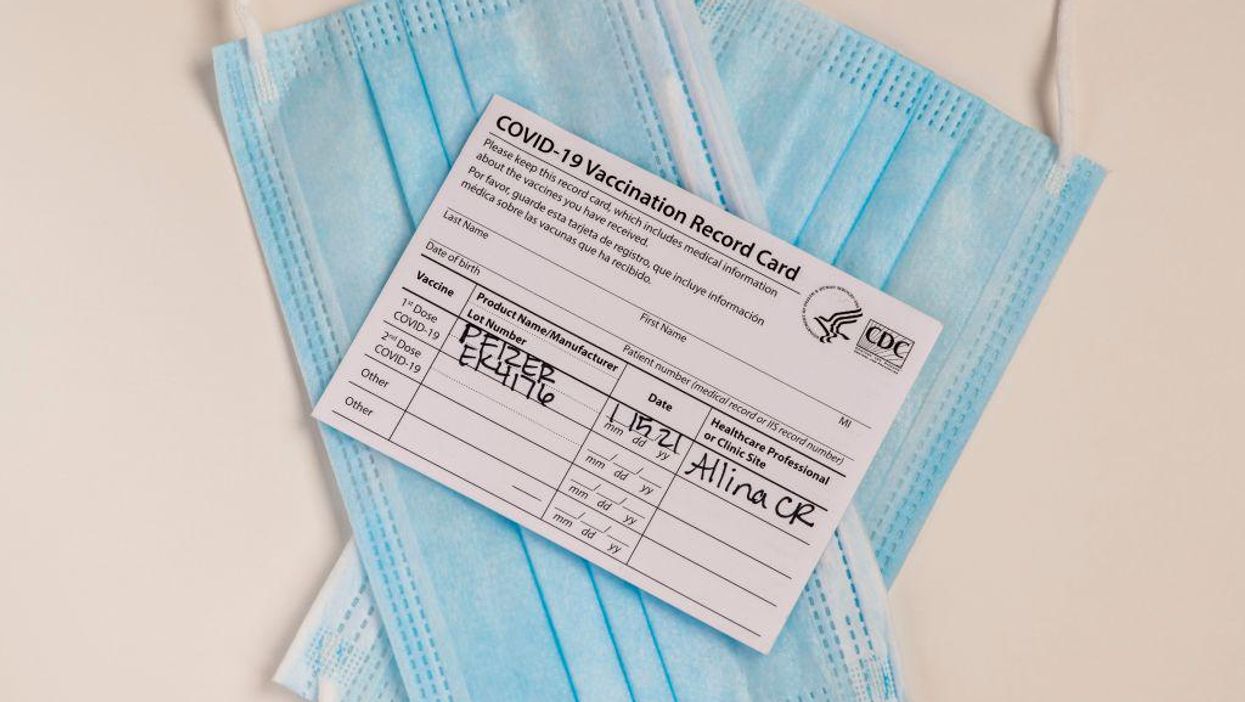 COVID-19 Vaccination Record Card
Please keep this record card, which includes medical information
about the vaccines you have received.
Por favor, guarde esta tarjeta de registro, que incluye información
médica sobre las vacunas que ha recibido.
CDC
Last Name First Name MI
Date of birth Patient number (medical record or IIS record number)
Vaccine
Product Name/Manufacturer
Lot Number
Date
Healthcare Professional
or Clinic Site
1st Dose
COVID-19
PFIZER
EK4176
1 15 21
mm dd yy
Allina CR
2nd Dose
COVID-19
mm dd yy
Other
mm dd yy
Other
mm dd yy